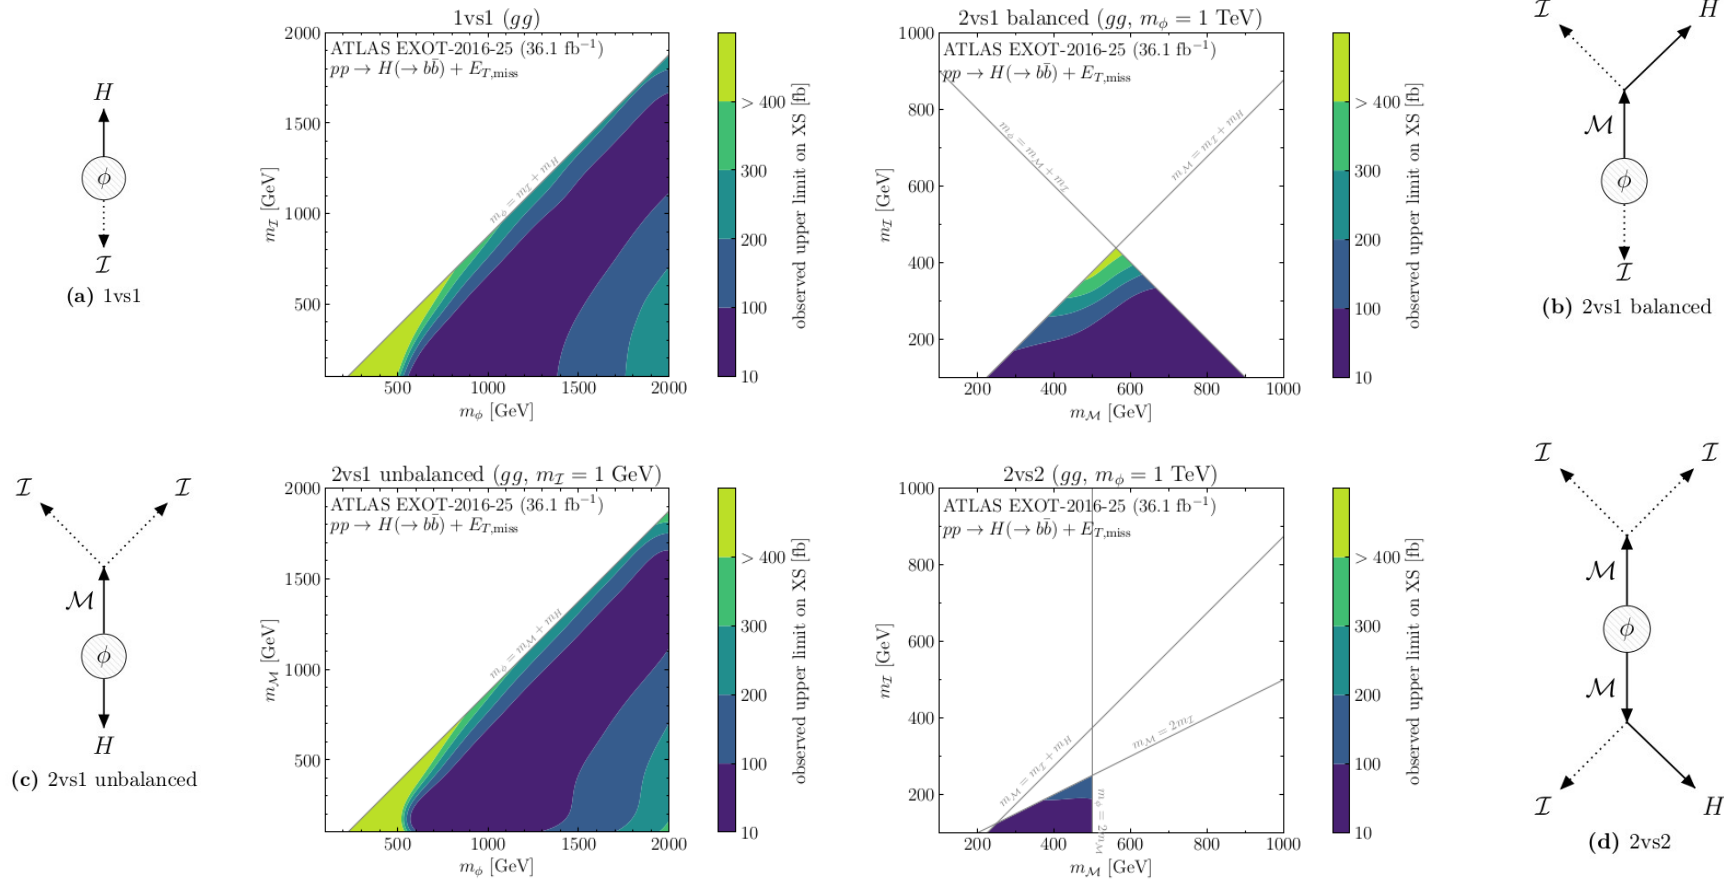 H
ϕ
ℐ
(a) 1vs1
1vs1 (gg)
ATLAS EXOT-2016-25 (36.1 fb⁻¹)
pp → H(→ bb̄) + E_T,miss
m_ϕ = m_ℐ + m_H
2000
1500
1000
500
m_ℐ [GeV]
500 1000 1500 2000
m_ϕ [GeV]
> 400
300
200
100
10
observed upper limit on XS [fb]
2vs1 balanced (gg, m_ϕ = 1 TeV)
ATLAS EXOT-2016-25 (36.1 fb⁻¹)
pp → H(→ bb̄) + E_T,miss
m_ϕ = m_ℳ + m_ℐ
m_ℳ = m_ℐ + m_H
1000
800
600
400
200
m_ℐ [GeV]
200 400 600 800 1000
m_ℳ [GeV]
> 400
300
200
100
10
observed upper limit on XS [fb]
ℐ H
ℳ
ϕ
ℐ
(b) 2vs1 balanced
ℐ ℐ
ℳ
ϕ
H
(c) 2vs1 unbalanced
2vs1 unbalanced (gg, m_ℐ = 1 GeV)
ATLAS EXOT-2016-25 (36.1 fb⁻¹)
pp → H(→ bb̄) + E_T,miss
m_ϕ = m_ℳ + m_H
2000
1500
1000
500
m_ℳ [GeV]
500 1000 1500 2000
m_ϕ [GeV]
> 400
300
200
100
10
observed upper limit on XS [fb]
2vs2 (gg, m_ϕ = 1 TeV)
ATLAS EXOT-2016-25 (36.1 fb⁻¹)
pp → H(→ bb̄) + E_T,miss
m_ℳ = m_ℐ + m_H
m_ℳ = 2m_ℐ
m_ϕ = 2m_ℳ
1000
800
600
400
200
m_ℐ [GeV]
200 400 600 800 1000
m_ℳ [GeV]
> 400
300
200
100
10
observed upper limit on XS [fb]
ℐ ℐ
ℳ
ϕ
ℳ
ℐ H
(d) 2vs2